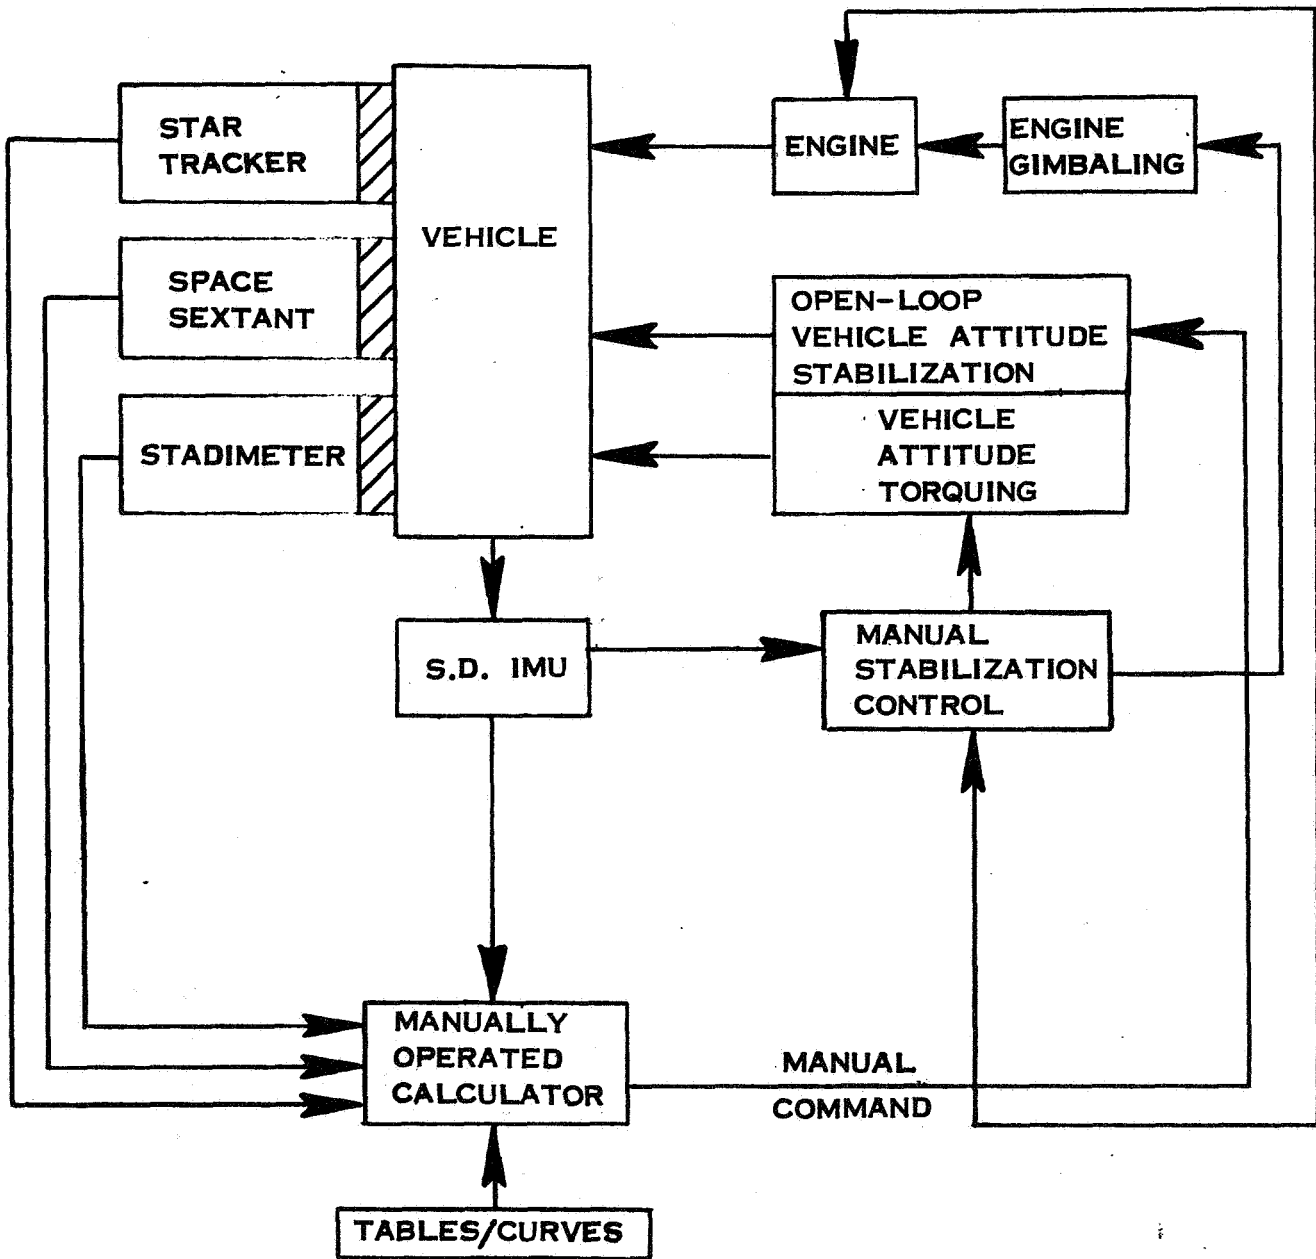 STAR
TRACKER
VEHICLE
ENGINE
ENGINE
GIMBALING
SPACE
SEXTANT
OPEN-LOOP
VEHICLE ATTITUDE
STABILIZATION
STADIMETER
VEHICLE
ATTITUDE
TORQUING
S.D. IMU
MANUAL
STABILIZATION
CONTROL
MANUALLY
OPERATED
CALCULATOR
MANUAL
COMMAND
TABLES/CURVES